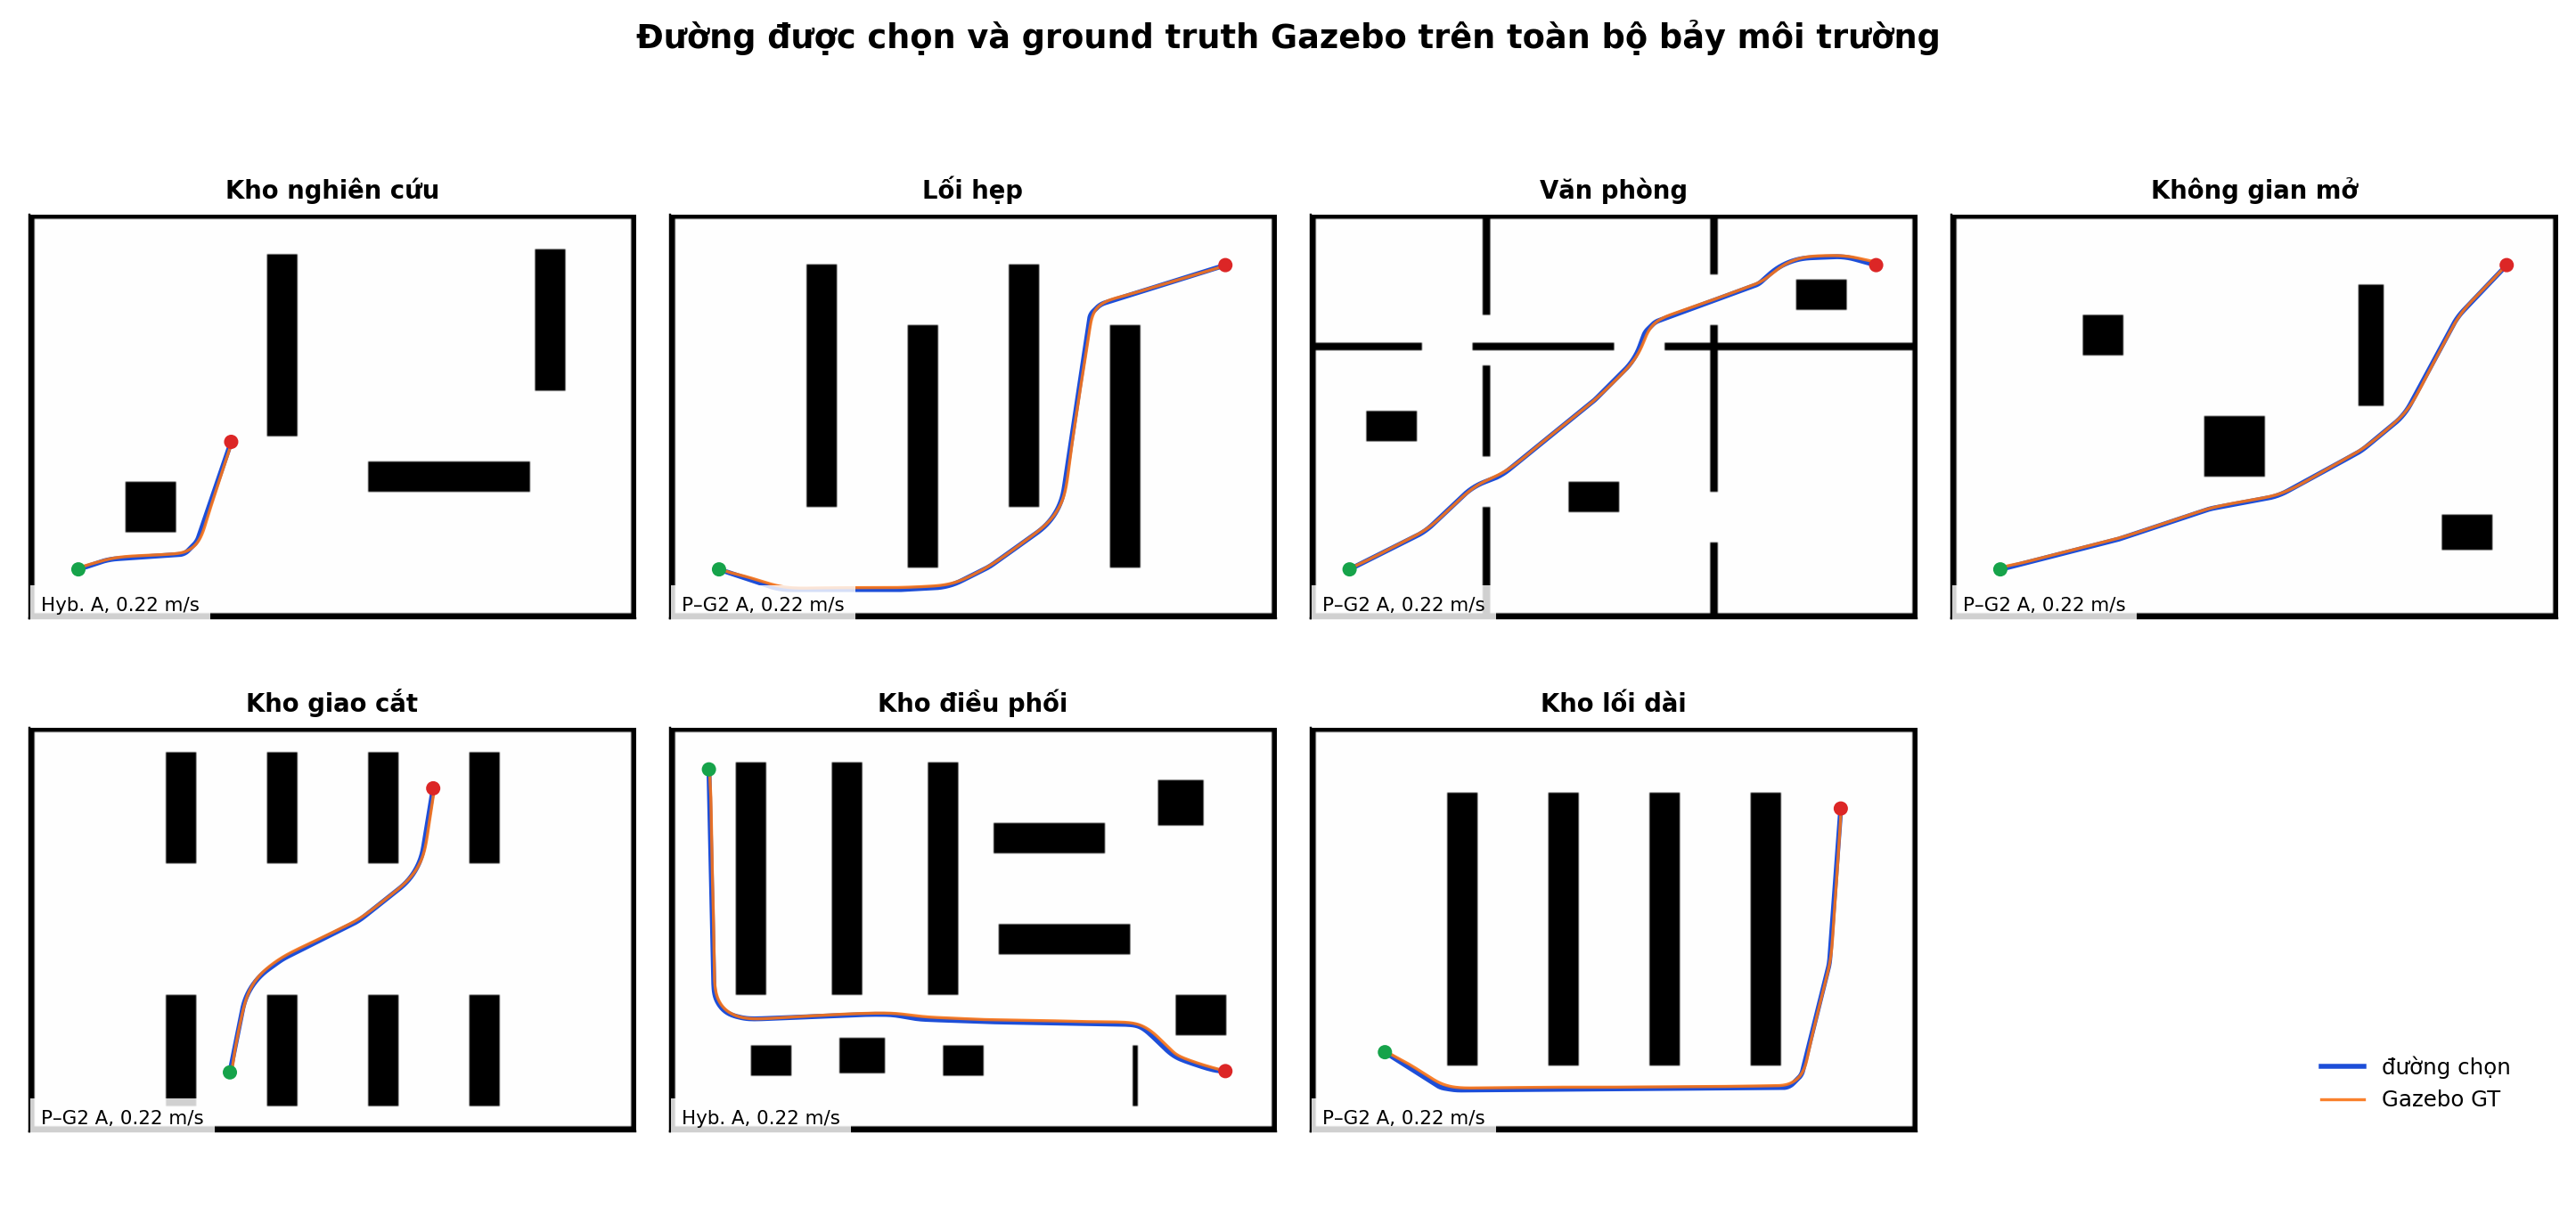 Đường được chọn và ground truth Gazebo trên toàn bộ bảy môi trường
Kho nghiên cứu
Lối hẹp
Văn phòng
Không gian mở
Hyb. A, 0.22 m/s
P–G2 A, 0.22 m/s
P–G2 A, 0.22 m/s
P–G2 A, 0.22 m/s
Kho giao cắt
Kho điều phối
Kho lối dài
P–G2 A, 0.22 m/s
Hyb. A, 0.22 m/s
P–G2 A, 0.22 m/s
đường chọn
Gazebo GT